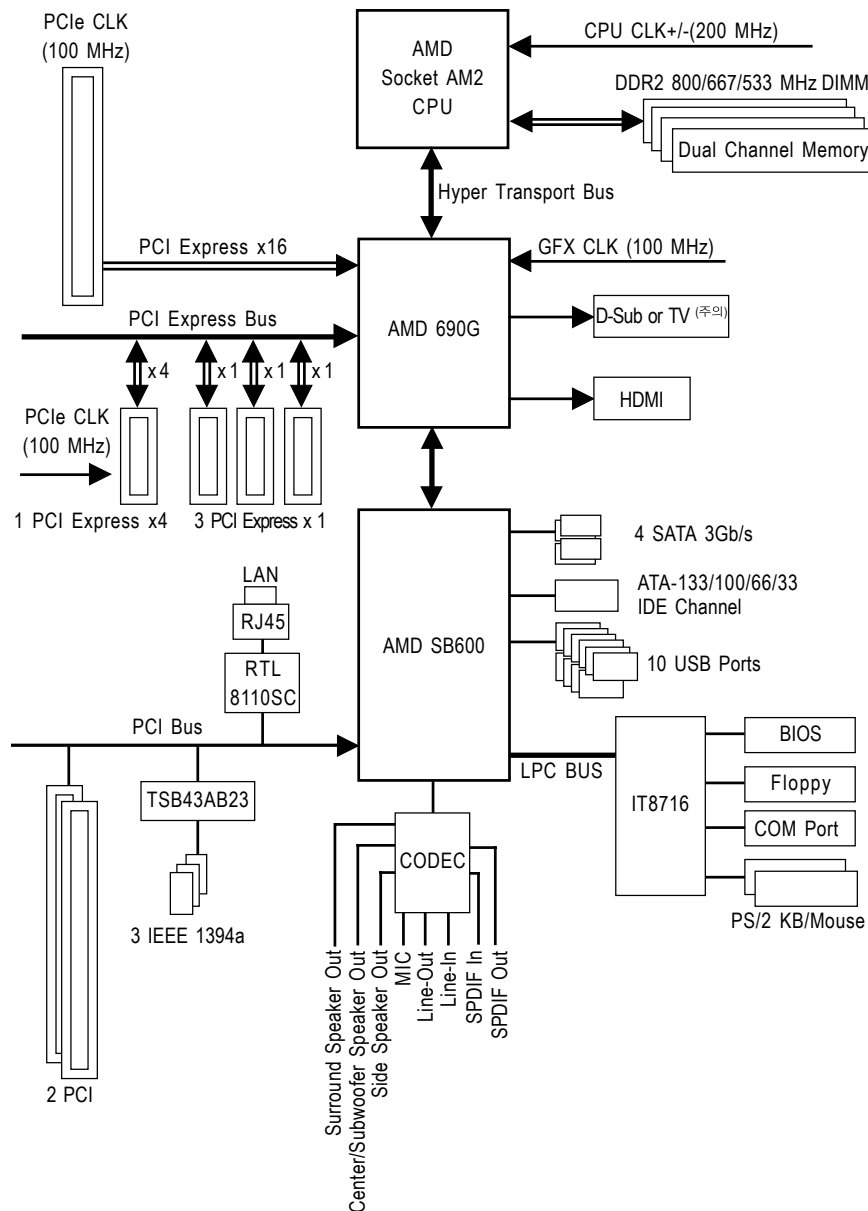 PCIe CLK
(100 MHz)
AMD
Socket AM2
CPU
CPU CLK+/-(200 MHz)
DDR2 800/667/533 MHz DIMM
Dual Channel Memory
Hyper Transport Bus
PCI Express x16
GFX CLK (100 MHz)
AMD 690G
D-Sub or TV (주의)
HDMI
PCI Express Bus
x 4
x 1
x 1
x 1
PCIe CLK
(100 MHz)
1 PCI Express x4
3 PCI Express x 1
AMD SB600
4 SATA 3Gb/s
ATA-133/100/66/33
IDE Channel
10 USB Ports
LAN
RJ45
RTL
8110SC
PCI Bus
TSB43AB23
3 IEEE 1394a
2 PCI
LPC BUS
IT8716
BIOS
Floppy
COM Port
PS/2 KB/Mouse
CODEC
Surround Speaker Out
Center/Subwoofer Speaker Out
Side Speaker Out
MIC
Line-Out
Line-In
SPDIF In
SPDIF Out